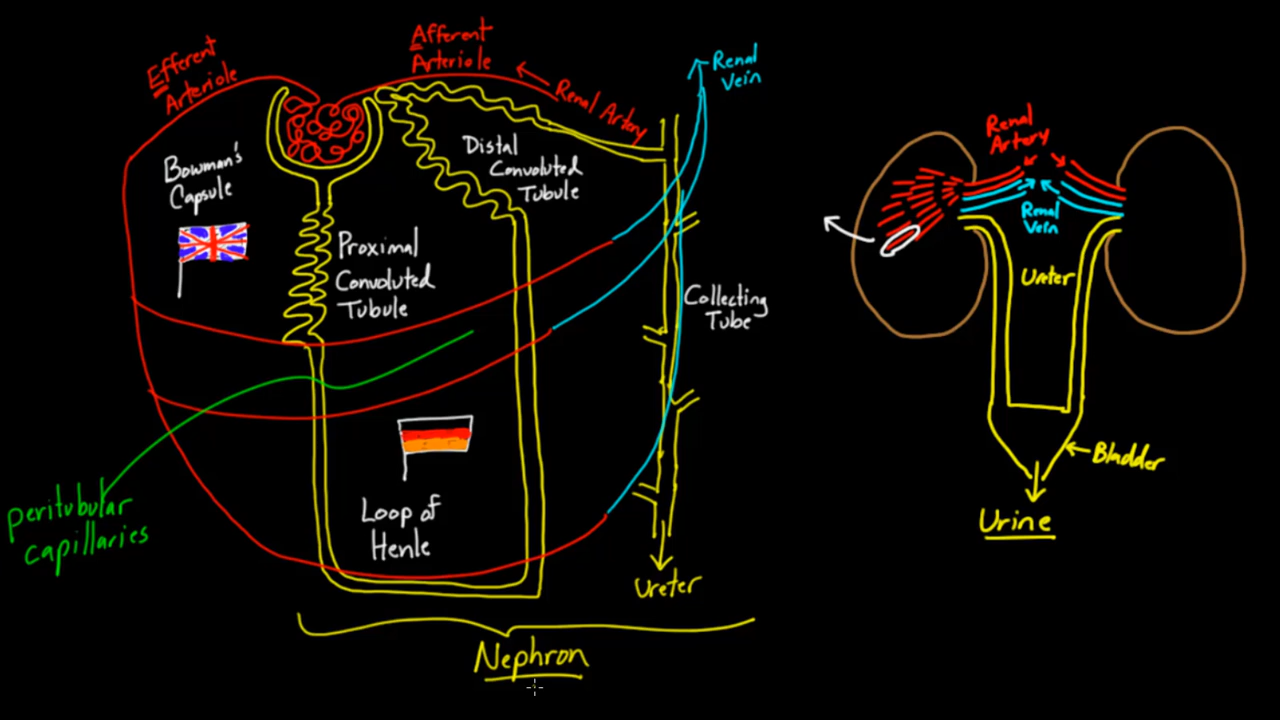 Efferent
Arteriole
Afferent
Arteriole
Renal Artery
Renal
Vein
Bowman's
Capsule
Distal
Convoluted
Tubule
Proximal
Convoluted
Tubule
Collecting
Tube
peritubular
capillaries
Loop of
Henle
Ureter
Nephron
Renal
Artery
Renal
Vein
Ureter
Bladder
Urine